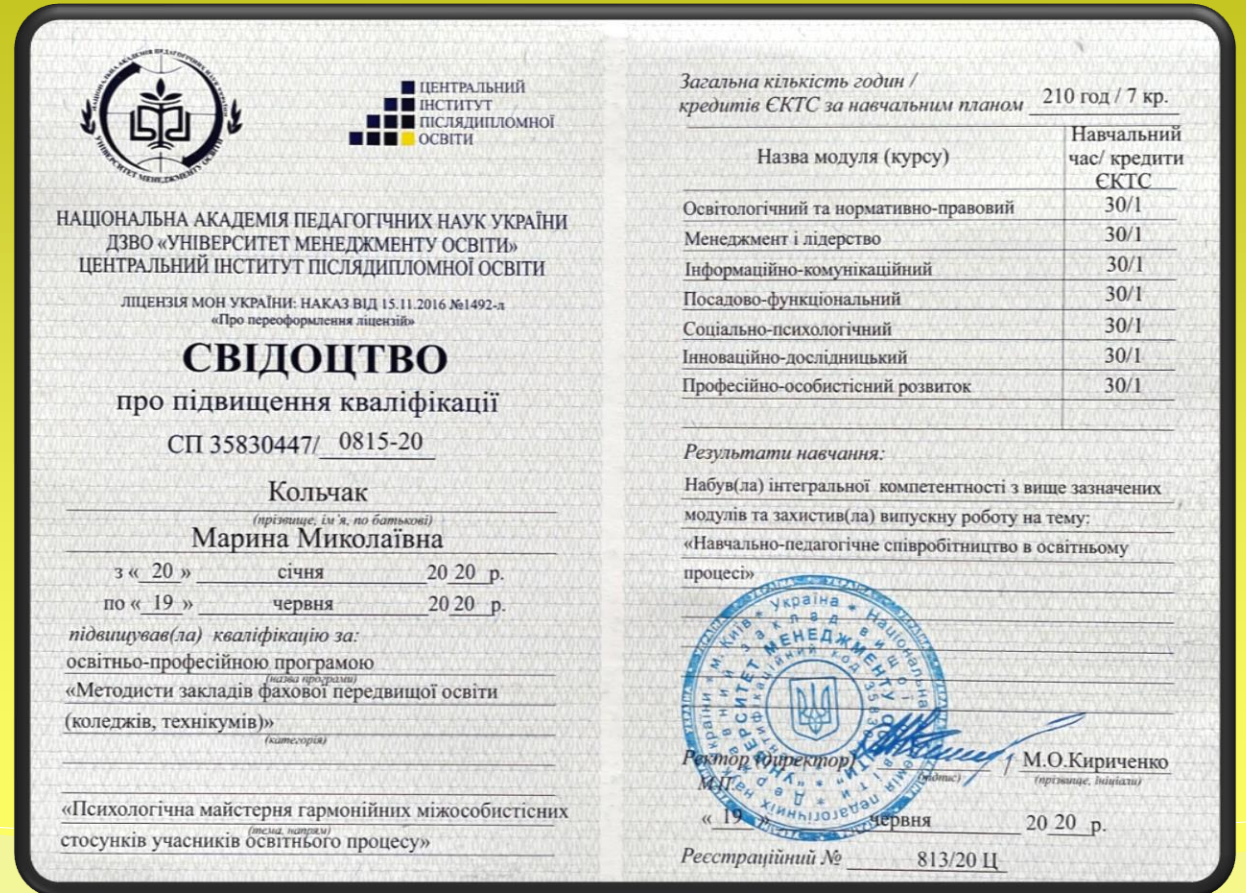 НАЦІОНАЛЬНА АКАДЕМІЯ ПЕДАГОГІЧНИХ НАУК УКРАЇНИ
УНІВЕРСИТЕТ МЕНЕДЖМЕНТУ ОСВІТИ
ЦЕНТРАЛЬНИЙ
ІНСТИТУТ
ПІСЛЯДИПЛОМНОЇ
ОСВІТИ
НАЦІОНАЛЬНА АКАДЕМІЯ ПЕДАГОГІЧНИХ НАУК УКРАЇНИ
ДЗВО «УНІВЕРСИТЕТ МЕНЕДЖМЕНТУ ОСВІТИ»
ЦЕНТРАЛЬНИЙ ІНСТИТУТ ПІСЛЯДИПЛОМНОЇ ОСВІТИ
ЛІЦЕНЗІЯ МОН УКРАЇНИ: НАКАЗ ВІД 15.11.2016 №1492-л
«Про переоформлення ліцензій»
СВІДОЦТВО
про підвищення кваліфікації
СП 35830447/ 0815-20
Кольчак
(прізвище, ім'я, по батькові)
Марина Миколаївна
з « 20 » січня 20 20 р.
по « 19 » червня 20 20 р.
підвищував(ла) кваліфікацію за:
освітньо-професійною програмою
(назва програми)
«Методисти закладів фахової передвищої освіти
(коледжів, технікумів)»
(категорія)
«Психологічна майстерня гармонійних міжособистісних
(тема, напрям)
стосунків учасників освітнього процесу»
Загальна кількість годин /
кредитів ЄКТС за навчальним планом 210 год / 7 кр.
Назва модуля (курсу) Навчальний
час/ кредити
ЄКТС
Освітологічний та нормативно-правовий 30/1
Менеджмент і лідерство 30/1
Інформаційно-комунікаційний 30/1
Посадово-функціональний 30/1
Соціально-психологічний 30/1
Інноваційно-дослідницький 30/1
Професійно-особистісний розвиток 30/1
Результати навчання:
Набув(ла) інтегральної компетентності з вище зазначених
модулів та захистив(ла) випускну роботу на тему:
«Навчально-педагогічне співробітництво в освітньому
процесі»
Ректор (директор) / М.О.Кириченко
(підпис) (прізвище, ініціали)
М.П.
« 19 » червня 20 20 р.
Реєстраційний № 813/20 Ц